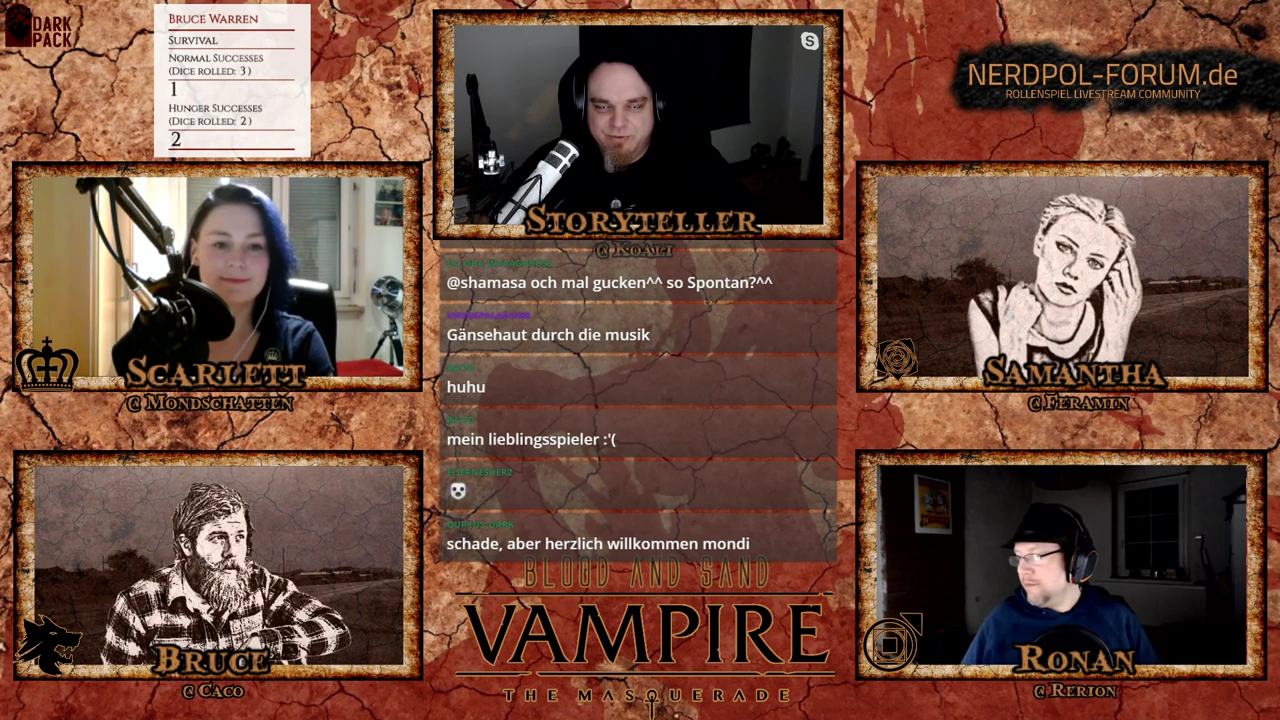 DARK
PACK
Bruce Warren
Survival
Normal Successes
(Dice rolled: 3)
1
Hunger Successes
(Dice rolled: 2)
2
NERDPOL-FORUM.de
ROLLENSPIEL LIVESTREAM COMMUNITY
Storyteller
@ Koali
Scarlett
@ Mondschatten
Samantha
@ Feramin
@shamasa och mal gucken^^ so Spontan?^^
Gänsehaut durch die musik
huhu
mein lieblingsspieler :'(
EISERNESHERZ
schade, aber herzlich willkommen mondi
BLOOD AND SAND
VAMPIRE
THE MASQUERADE
Bruce
@ Caco
Ronan
@ Rerion